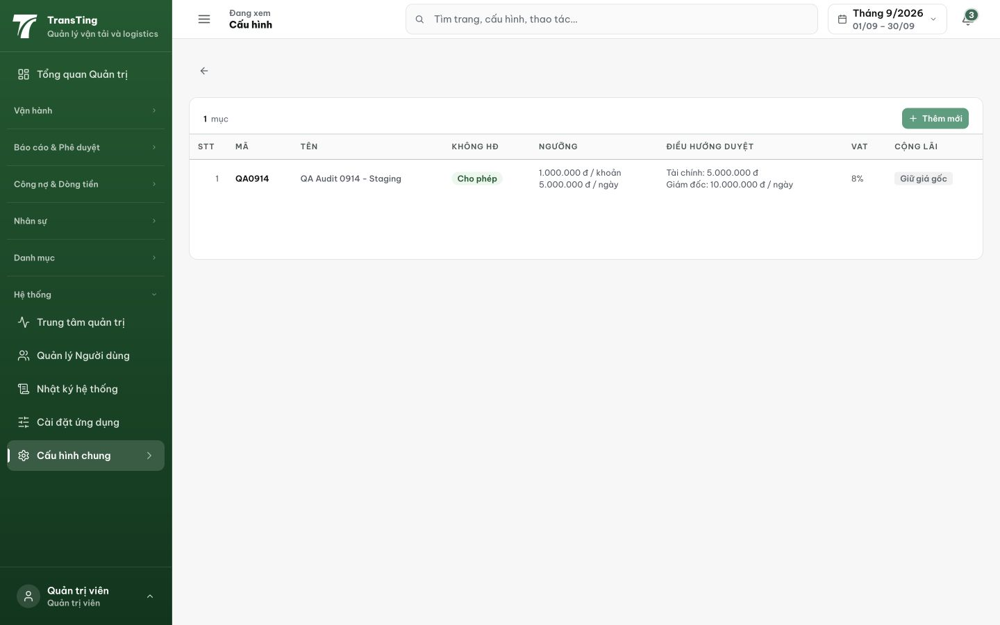 TransTing
Quản lý vận tải và logistics
Tổng quan Quản trị
Vận hành
Báo cáo & Phê duyệt
Công nợ & Dòng tiền
Nhân sự
Danh mục
Hệ thống
Trung tâm quản trị
Quản lý Người dùng
Nhật ký hệ thống
Cài đặt ứng dụng
Cấu hình chung
Quản trị viên
Quản trị viên
Đang xem
Cấu hình
Tìm trang, cấu hình, thao tác...
Tháng 9/2026
01/09 – 30/09
3
1 mục
Thêm mới
STT MÃ TÊN KHÔNG HĐ NGƯỠNG ĐIỀU HƯỚNG DUYỆT VAT CỘNG LÃI
1 QA0914 QA Audit 0914 - Staging Cho phép 1.000.000 đ / khoản Tài chính: 5.000.000 đ 8% Giữ giá gốc
5.000.000 đ / ngày Giám đốc: 10.000.000 đ / ngày